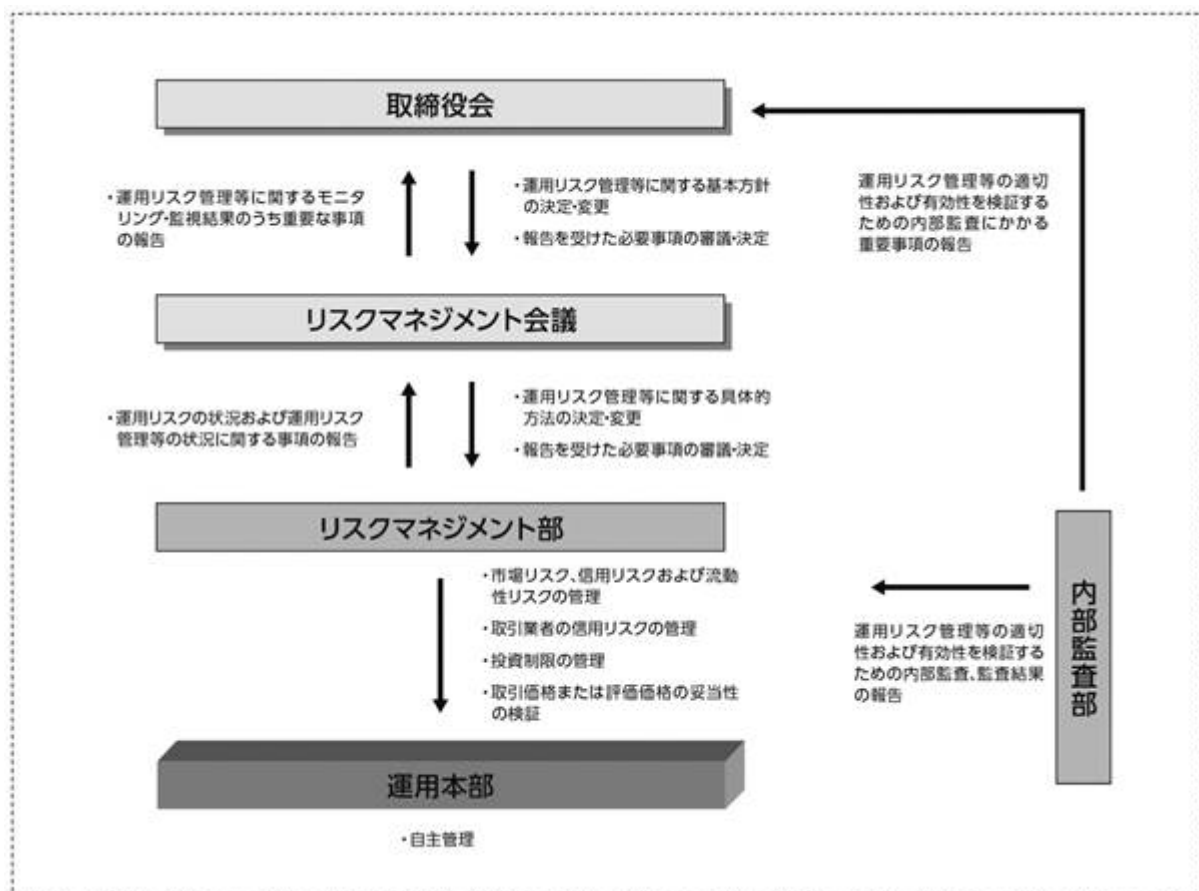 取締役会
・運用リスク管理等に関するモニタ
リング・監視結果のうち重要な事項
の報告
・運用リスク管理等に関する基本方針
の決定・変更
・報告を受けた必要事項の審議・決定
運用リスク管理等の適切
性および有効性を検証する
ための内部監査にかかる
重要事項の報告
リスクマネジメント会議
・運用リスクの状況および運用リスク
管理等の状況に関する事項の報告
・運用リスク管理等に関する具体的
方法の決定・変更
・報告を受けた必要事項の審議・決定
リスクマネジメント部
・市場リスク、信用リスクおよび流動
性リスクの管理
・取引業者の信用リスクの管理
・投資制限の管理
・取引価格または評価価格の妥当性
の検証
運用リスク管理等の適切
性および有効性を検証する
ための内部監査、監査結果
の報告
内部監査部
運用本部
・自主管理